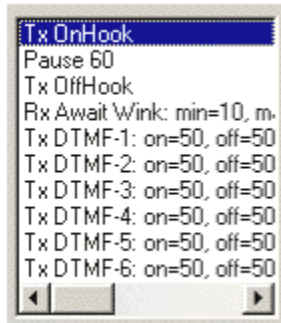 Tx OnHook
Pause 60
Tx OffHook
Rx Await Wink: min=10, m
Tx DTMF-1: on=50, off=50
Tx DTMF-2: on=50, off=50
Tx DTMF-3: on=50, off=50
Tx DTMF-4: on=50, off=50
Tx DTMF-5: on=50, off=50
Tx DTMF-6: on=50, off=50